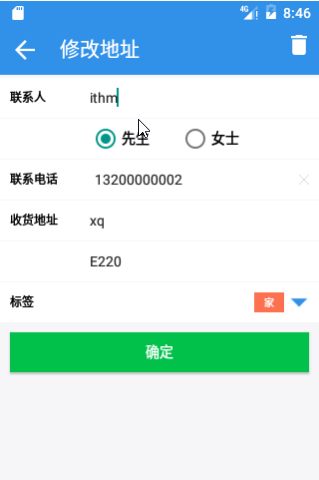 4G 8:46
修改地址
联系人 ithm
先生 女士
联系电话 13200000002
收货地址 xq
E220
标签 家
确定